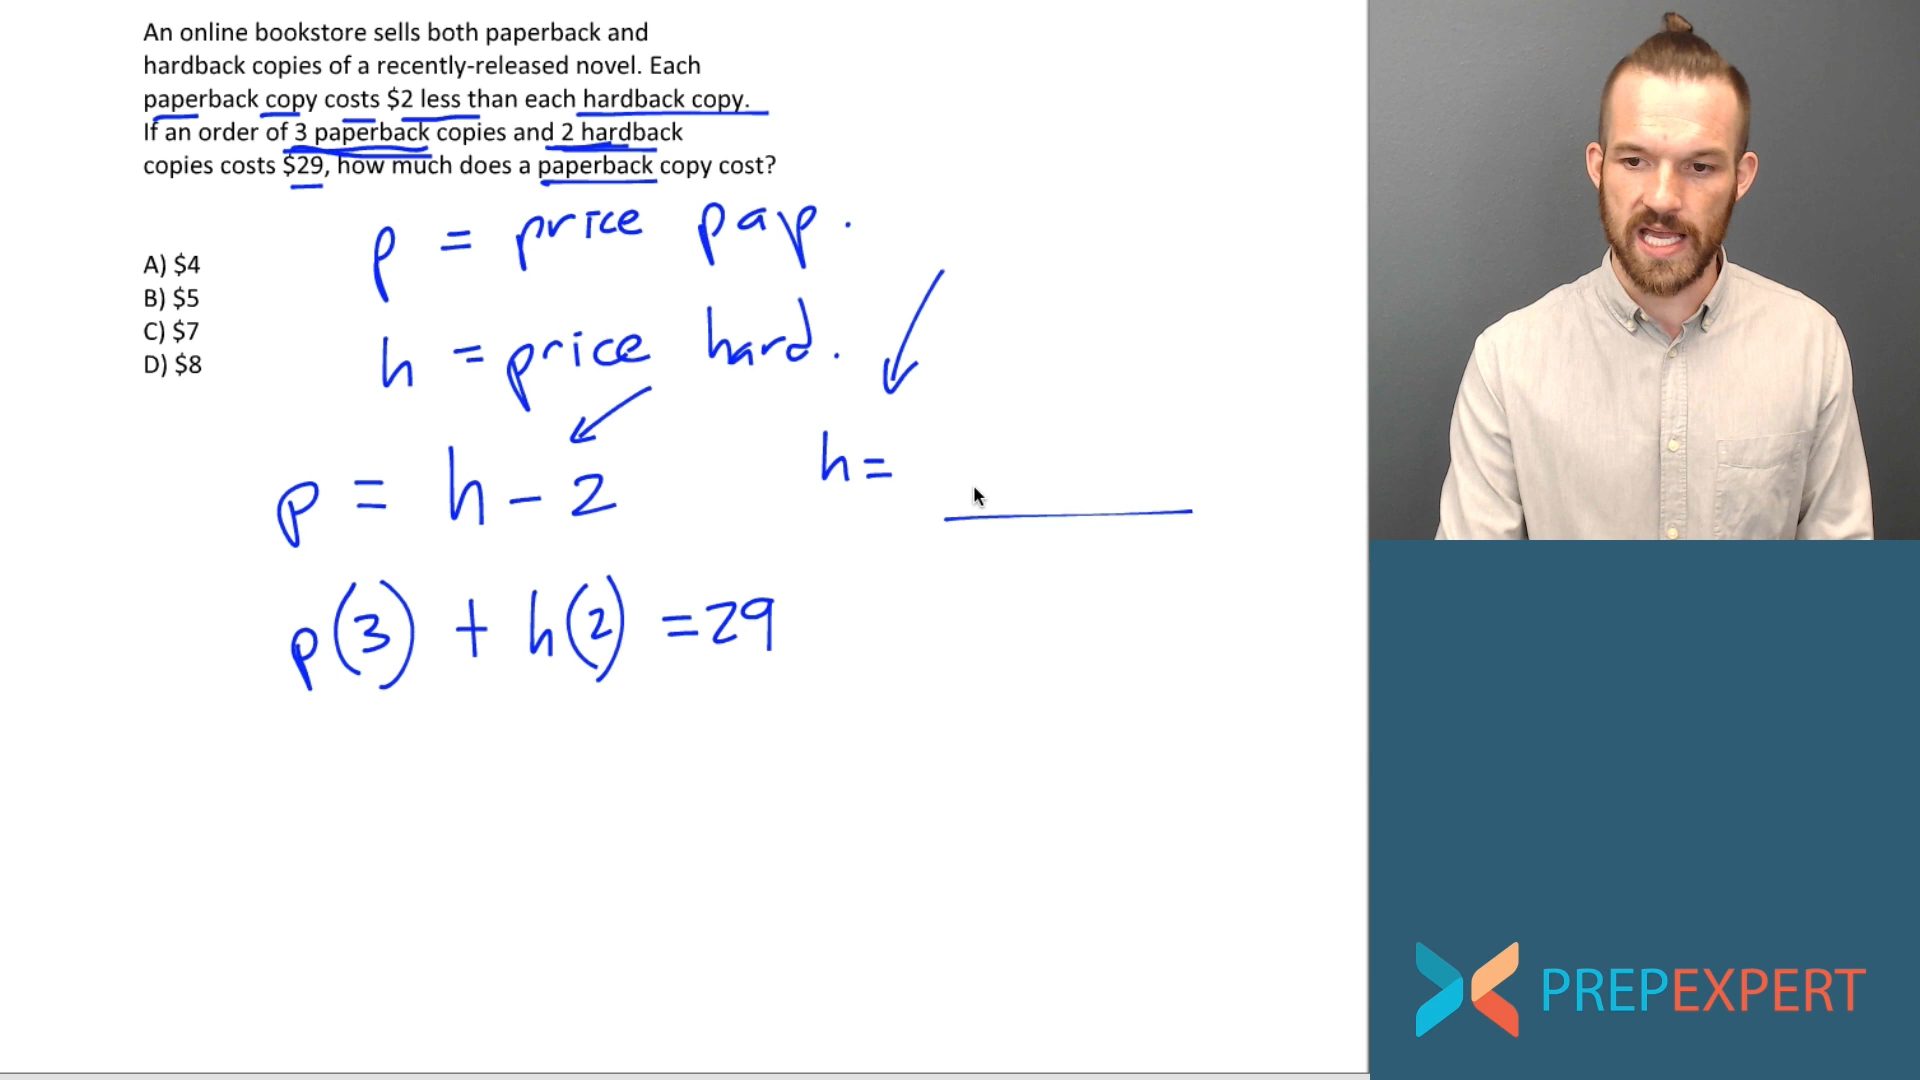 An online bookstore sells both paperback and
hardback copies of a recently-released novel. Each
paperback copy costs $2 less than each hardback copy.
If an order of 3 paperback copies and 2 hardback
copies costs $29, how much does a paperback copy cost?
p = price pap.
A) $4
B) $5
C) $7
D) $8
h = price hard.
p = h - 2
h =
p(3) + h(2) = 29
PREPEXPERT